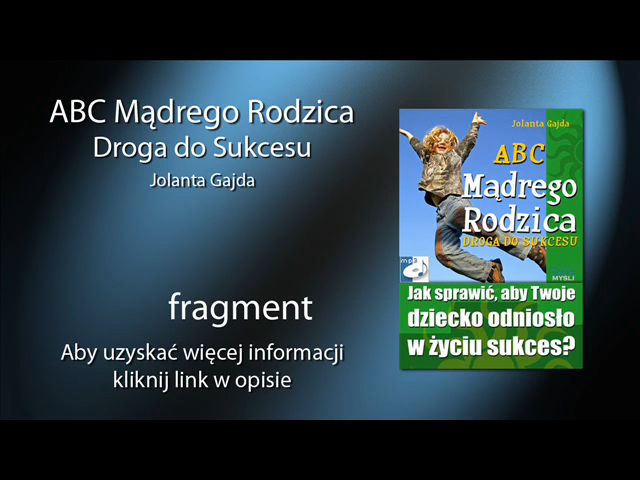 ABC Mądrego Rodzica
Droga do Sukcesu
Jolanta Gajda
fragment
Aby uzyskać więcej informacji
kliknij link w opisie
Jolanta Gajda
ABC
Mądrego
Rodzica
DROGA DO SUKCESU
mp3
MYŚLI
Jak sprawić, aby Twoje
dziecko odniosło
w życiu sukces?